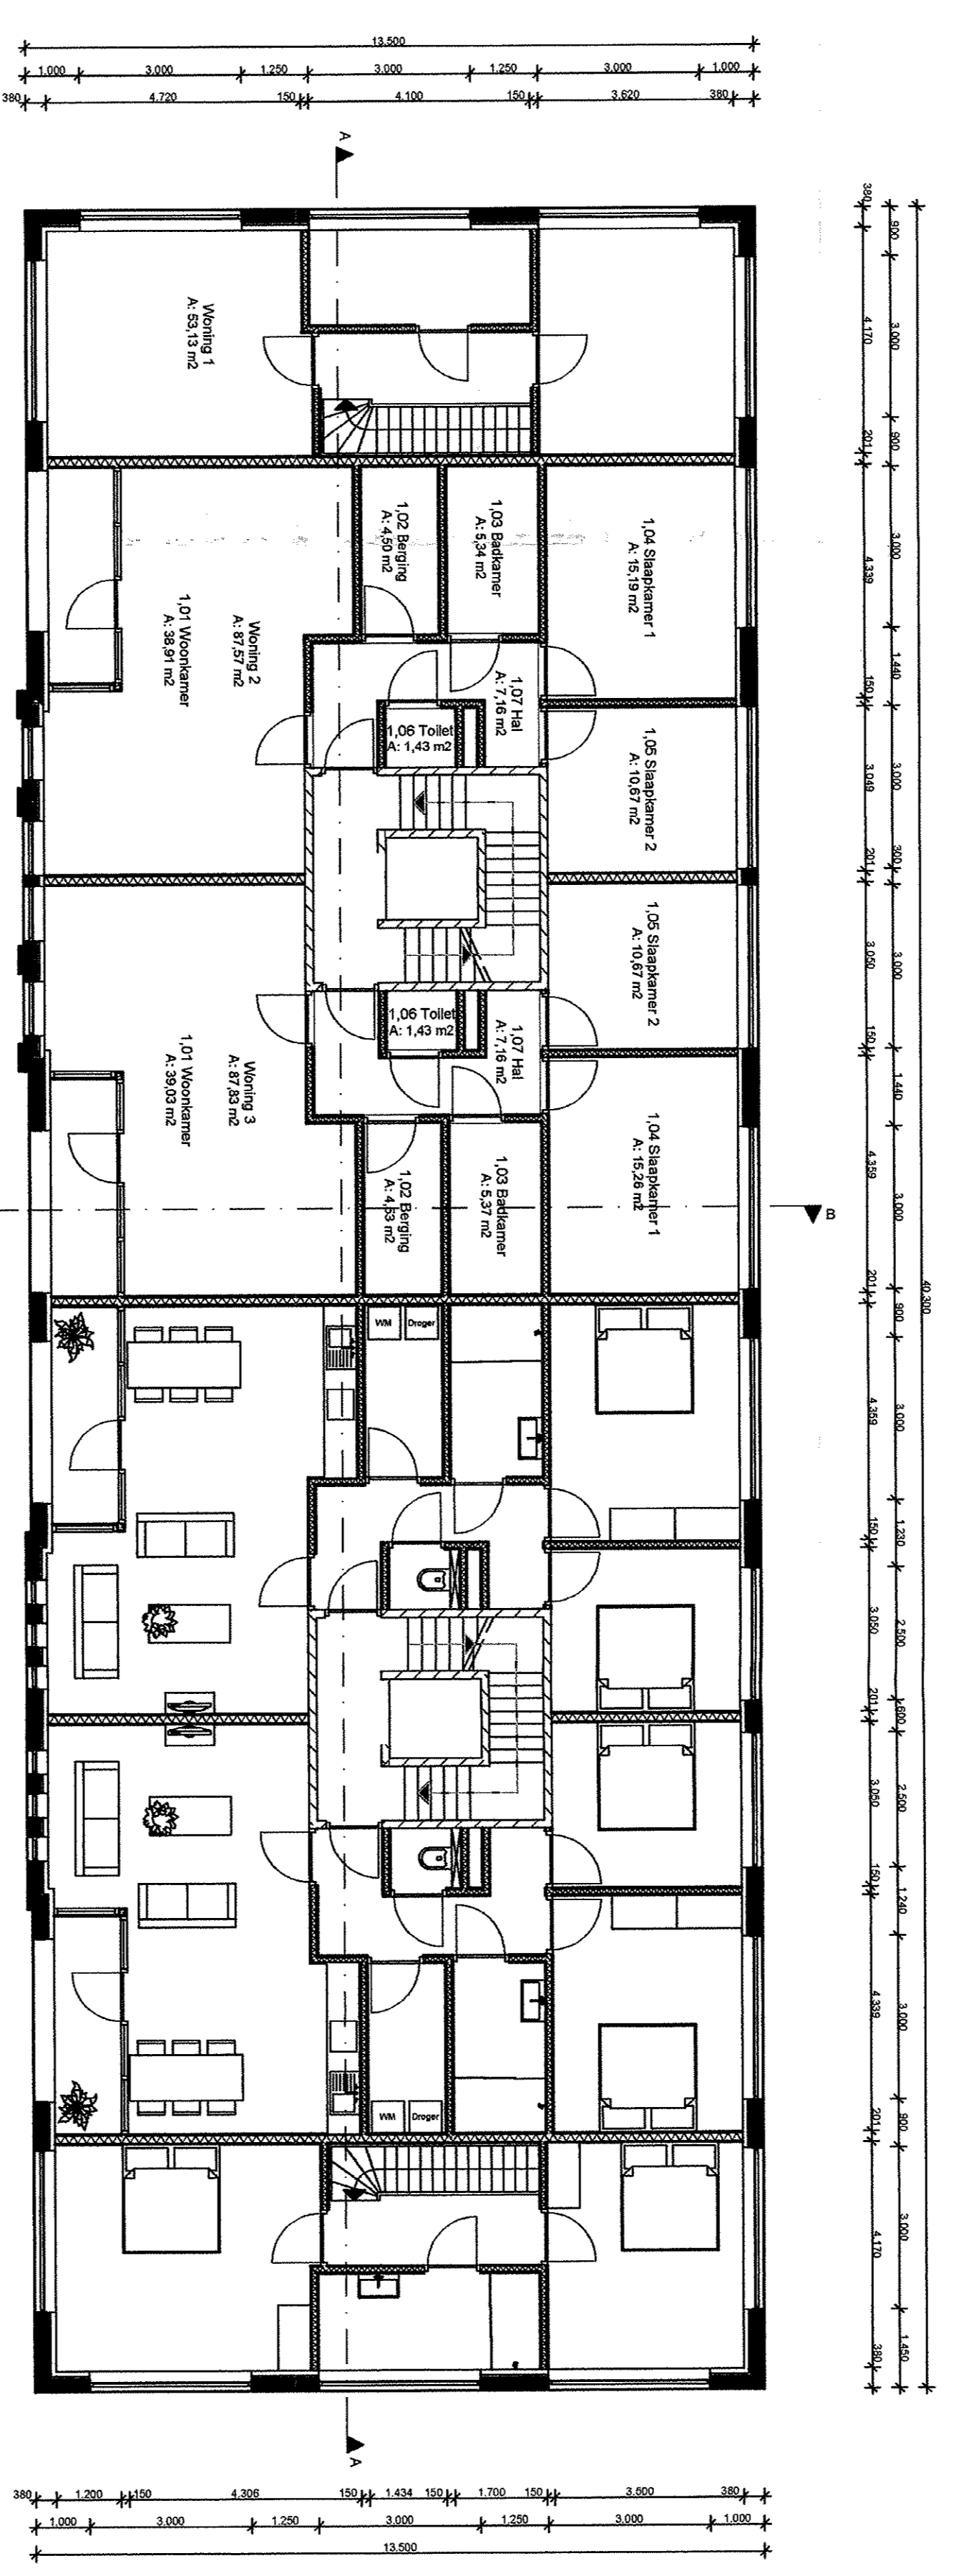 13.500
1.000 3.000 1.250 3.000 1.250 3.000 1.000
380 4.720 150 4.100 150 3.620 380
A
Woning 1
A: 53,13 m2
1,02 Berging
A: 4,50 m2
1,03 Badkamer
A: 5,34 m2
1,04 Slaapkamer 1
A: 15,19 m2
Woning 2
A: 87,57 m2
1,01 Woonkamer
A: 38,91 m2
1,07 Hal
A: 7,16 m2
1,06 Toilet
A: 1,43 m2
1,05 Slaapkamer 2
A: 10,67 m2
1,05 Slaapkamer 2
A: 10,67 m2
1,06 Toilet
A: 1,43 m2
1,07 Hal
A: 7,16 m2
Woning 3
A: 87,83 m2
1,01 Woonkamer
A: 39,03 m2
1,02 Berging
A: 4,53 m2
1,03 Badkamer
A: 5,37 m2
1,04 Slaapkamer 1
A: 15,26 m2
B
WM Droger
WM Droger
A
380 4.170 201 4.339 150 3.049 201 3.050 150 4.359 201 4.359 150 3.050 201 3.050 150 4.339 201 4.170 380
900 3.000 900 3.000 1.440 3.000 300 3.000 1.440 3.000 900 3.000 1.230 2.500 600 2.500 1.240 3.000 900 3.000 1.450
40.300
380 1.200 150 4.306 150 1.434 150 1.700 150 3.500 380
1.000 3.000 1.250 3.000 1.250 3.000 1.000
13.500